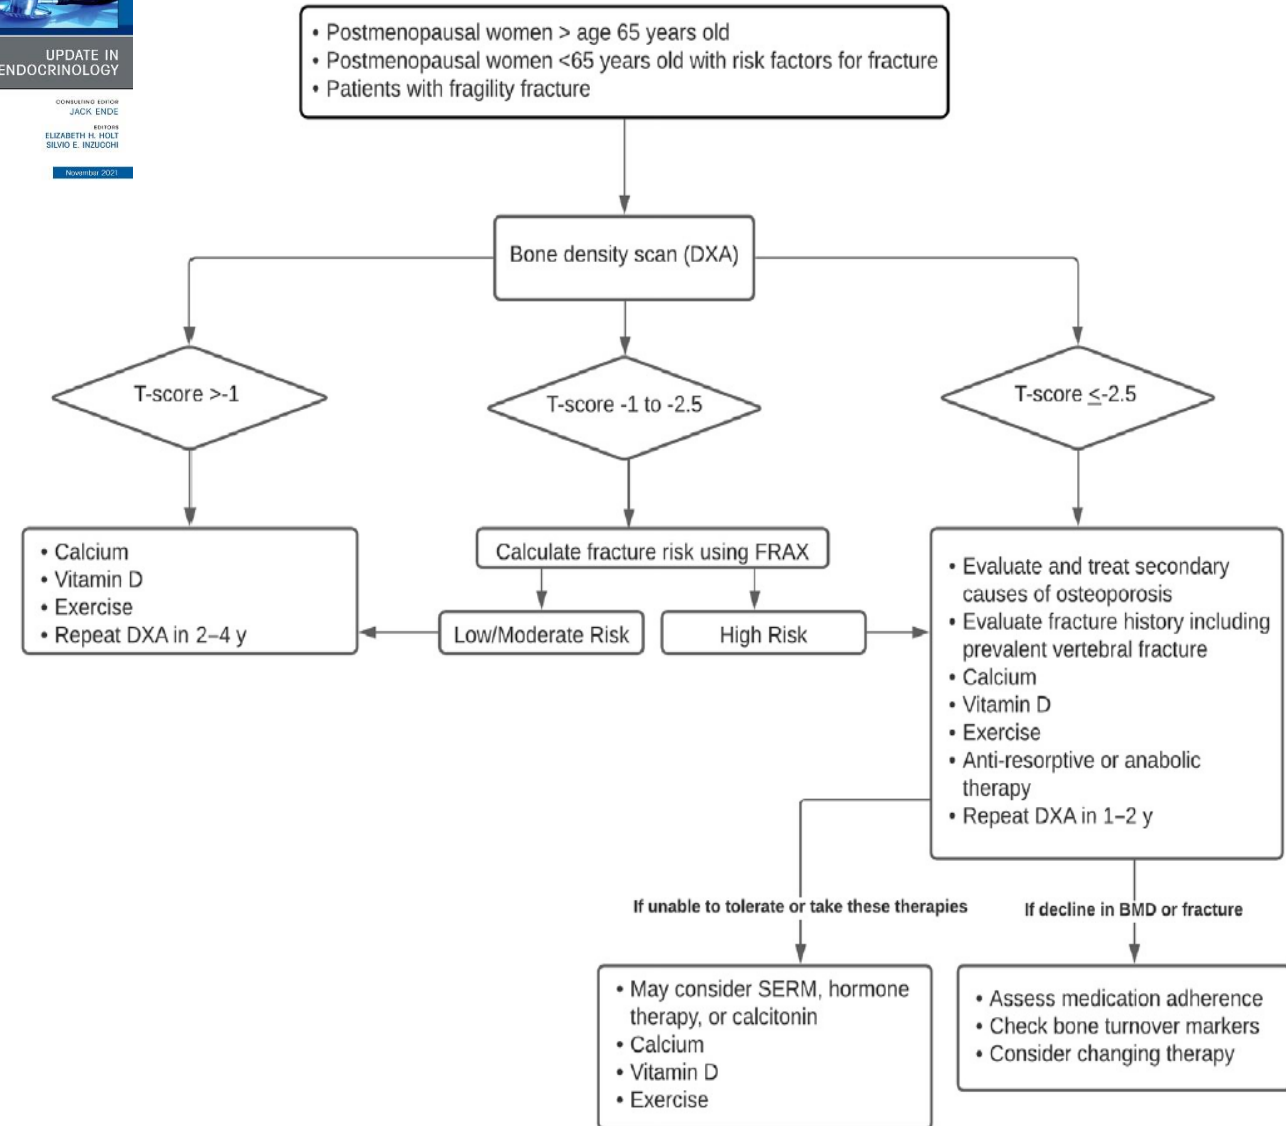 UPDATE IN
ENDOCRINOLOGY
CONSULTING EDITOR
JACK ENDE
EDITORS
ELIZABETH H. HOLT
SILVIO E. INZUCCHI
November 2021
• Postmenopausal women > age 65 years old
• Postmenopausal women <65 years old with risk factors for fracture
• Patients with fragility fracture
Bone density scan (DXA)
T-score >-1
T-score -1 to -2.5
T-score ≤-2.5
• Calcium
• Vitamin D
• Exercise
• Repeat DXA in 2–4 y
Calculate fracture risk using FRAX
Low/Moderate Risk
High Risk
• Evaluate and treat secondary
causes of osteoporosis
• Evaluate fracture history including
prevalent vertebral fracture
• Calcium
• Vitamin D
• Exercise
• Anti-resorptive or anabolic
therapy
• Repeat DXA in 1–2 y
If unable to tolerate or take these therapies
If decline in BMD or fracture
• May consider SERM, hormone
therapy, or calcitonin
• Calcium
• Vitamin D
• Exercise
• Assess medication adherence
• Check bone turnover markers
• Consider changing therapy